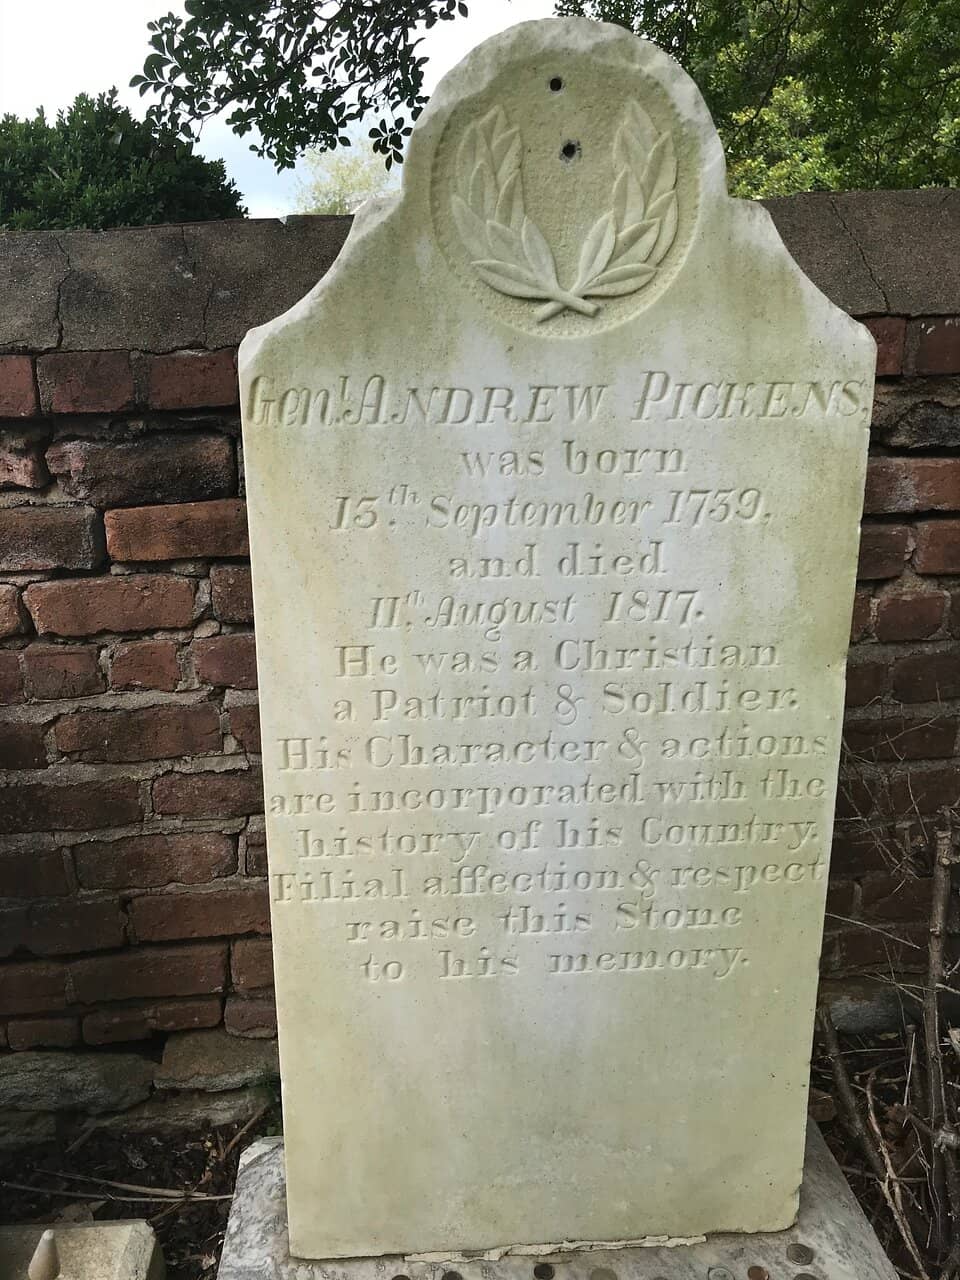 Gen!. ANDREW PICKENS.
was born
13th. September 1739.
and died
11th. August 1817.
He was a Christian
a Patriot & Soldier.
His Character & actions
are incorporated with the
history of his Country.
Filial affection & respect
raise this Stone
to his memory.